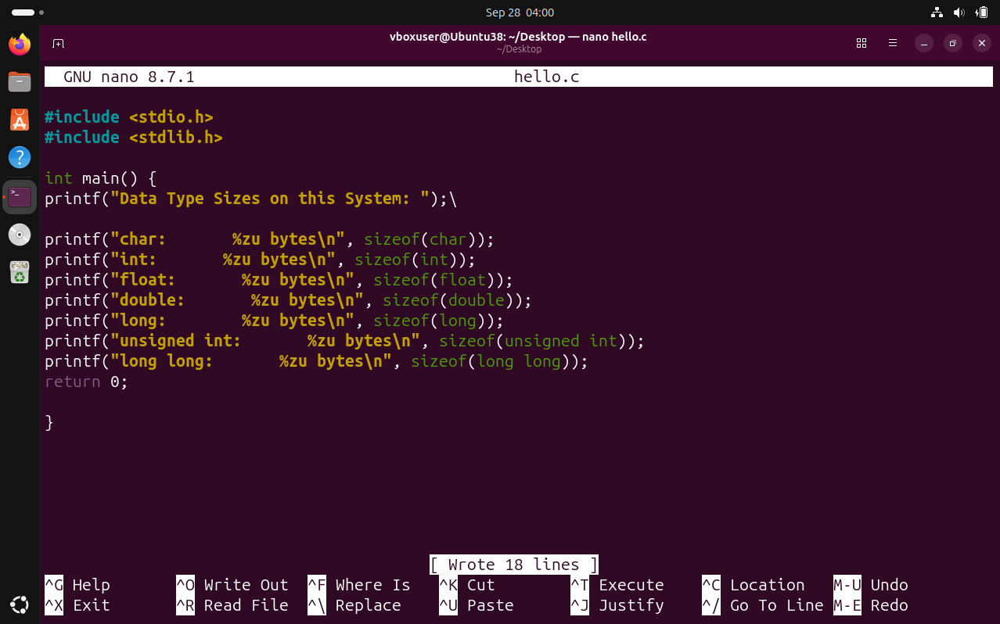 Sep 28 04:00
vboxuser@Ubuntu38: ~/Desktop — nano hello.c
~/Desktop
GNU nano 8.7.1 hello.c
#include <stdio.h>
#include <stdlib.h>
int main() {
printf("Data Type Sizes on this System: ");\
printf("char:       %zu bytes\n", sizeof(char));
printf("int:       %zu bytes\n", sizeof(int));
printf("float:       %zu bytes\n", sizeof(float));
printf("double:       %zu bytes\n", sizeof(double));
printf("long:        %zu bytes\n", sizeof(long));
printf("unsigned int:       %zu bytes\n", sizeof(unsigned int));
printf("long long:       %zu bytes\n", sizeof(long long));
return 0;
}
[ Wrote 18 lines ]
^G Help ^O Write Out ^F Where Is ^K Cut ^T Execute ^C Location M-U Undo
^X Exit ^R Read File ^\ Replace ^U Paste ^J Justify ^/ Go To Line M-E Redo